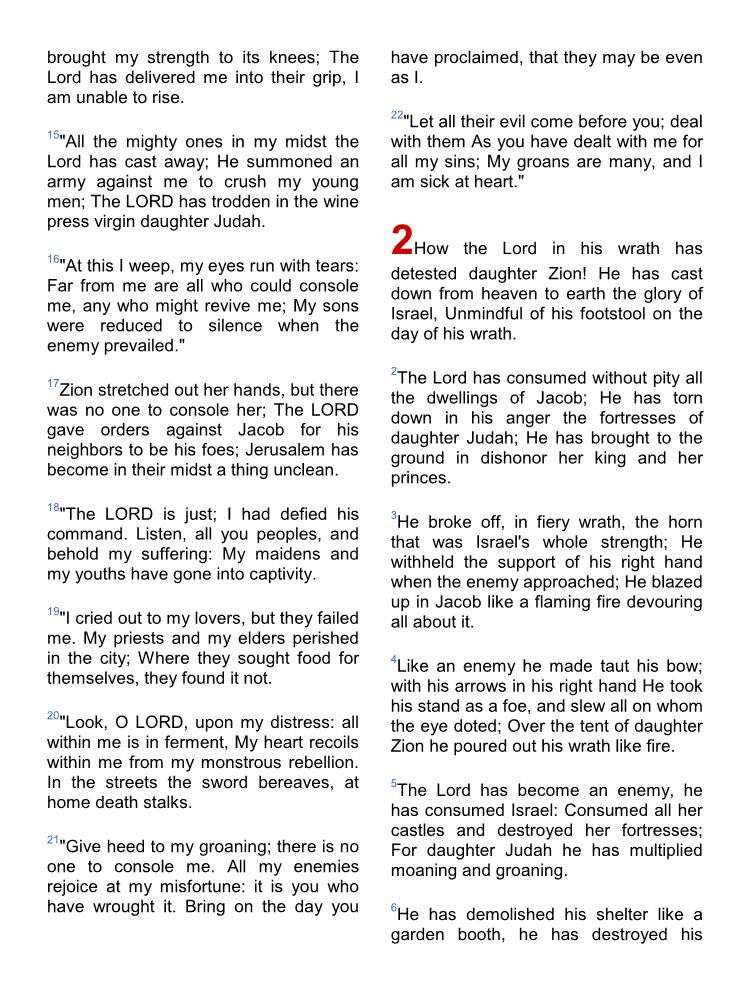 brought my strength to its knees; The
Lord has delivered me into their grip, I
am unable to rise.
15"All the mighty ones in my midst the
Lord has cast away; He summoned an
army against me to crush my young
men; The LORD has trodden in the wine
press virgin daughter Judah.
16"At this I weep, my eyes run with tears:
Far from me are all who could console
me, any who might revive me; My sons
were reduced to silence when the
enemy prevailed."
17Zion stretched out her hands, but there
was no one to console her; The LORD
gave orders against Jacob for his
neighbors to be his foes; Jerusalem has
become in their midst a thing unclean.
18"The LORD is just; I had defied his
command. Listen, all you peoples, and
behold my suffering: My maidens and
my youths have gone into captivity.
19"I cried out to my lovers, but they failed
me. My priests and my elders perished
in the city; Where they sought food for
themselves, they found it not.
20"Look, O LORD, upon my distress: all
within me is in ferment, My heart recoils
within me from my monstrous rebellion.
In the streets the sword bereaves, at
home death stalks.
21"Give heed to my groaning; there is no
one to console me. All my enemies
rejoice at my misfortune: it is you who
have wrought it. Bring on the day you
have proclaimed, that they may be even
as I.
22"Let all their evil come before you; deal
with them As you have dealt with me for
all my sins; My groans are many, and I
am sick at heart."
2How the Lord in his wrath has
detested daughter Zion! He has cast
down from heaven to earth the glory of
Israel, Unmindful of his footstool on the
day of his wrath.
2The Lord has consumed without pity all
the dwellings of Jacob; He has torn
down in his anger the fortresses of
daughter Judah; He has brought to the
ground in dishonor her king and her
princes.
3He broke off, in fiery wrath, the horn
that was Israel's whole strength; He
withheld the support of his right hand
when the enemy approached; He blazed
up in Jacob like a flaming fire devouring
all about it.
4Like an enemy he made taut his bow;
with his arrows in his right hand He took
his stand as a foe, and slew all on whom
the eye doted; Over the tent of daughter
Zion he poured out his wrath like fire.
5The Lord has become an enemy, he
has consumed Israel: Consumed all her
castles and destroyed her fortresses;
For daughter Judah he has multiplied
moaning and groaning.
6He has demolished his shelter like a
garden booth, he has destroyed his